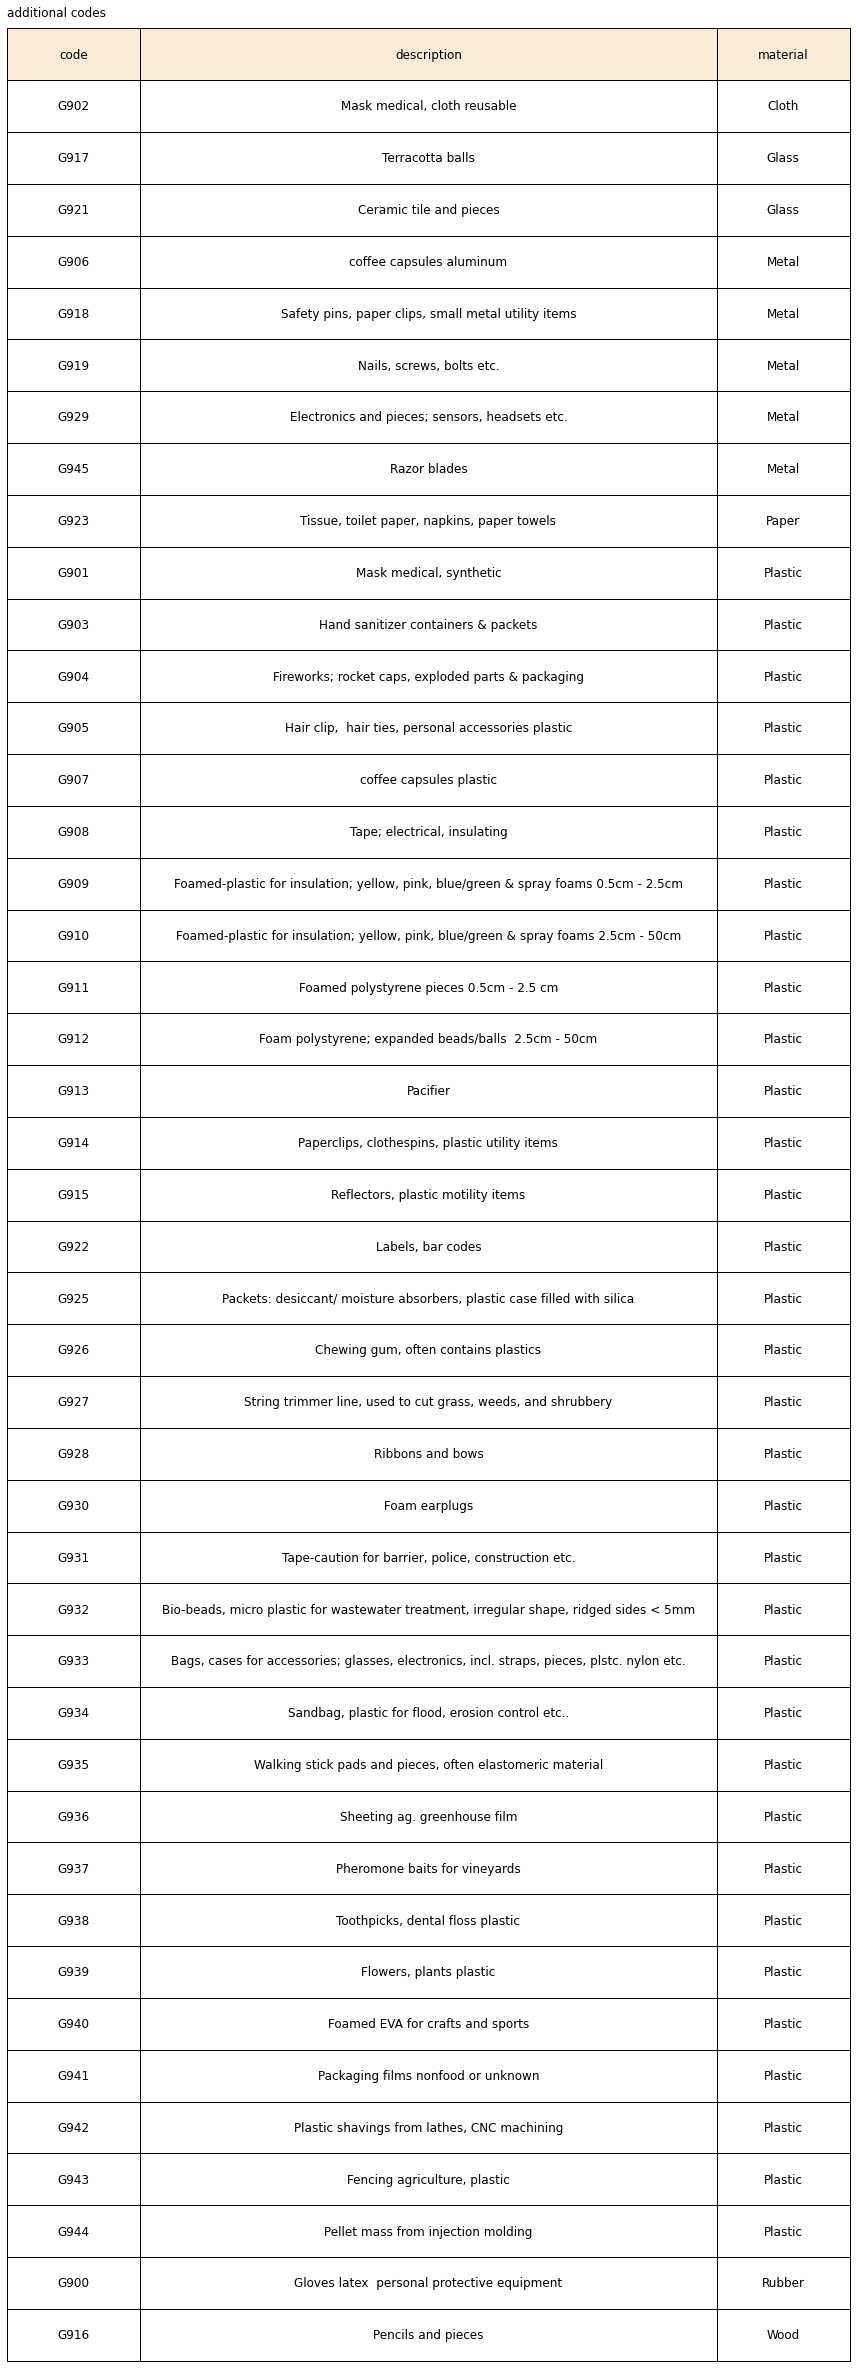 additional codes
code description material
G902 Mask medical, cloth reusable Cloth
G917 Terracotta balls Glass
G921 Ceramic tile and pieces Glass
G906 coffee capsules aluminum Metal
G918 Safety pins, paper clips, small metal utility items Metal
G919 Nails, screws, bolts etc. Metal
G929 Electronics and pieces; sensors, headsets etc. Metal
G945 Razor blades Metal
G923 Tissue, toilet paper, napkins, paper towels Paper
G901 Mask medical, synthetic Plastic
G903 Hand sanitizer containers & packets Plastic
G904 Fireworks; rocket caps, exploded parts & packaging Plastic
G905 Hair clip,  hair ties, personal accessories plastic Plastic
G907 coffee capsules plastic Plastic
G908 Tape; electrical, insulating Plastic
G909 Foamed-plastic for insulation; yellow, pink, blue/green & spray foams 0.5cm - 2.5cm Plastic
G910 Foamed-plastic for insulation; yellow, pink, blue/green & spray foams 2.5cm - 50cm Plastic
G911 Foamed polystyrene pieces 0.5cm - 2.5 cm Plastic
G912 Foam polystyrene; expanded beads/balls  2.5cm - 50cm Plastic
G913 Pacifier Plastic
G914 Paperclips, clothespins, plastic utility items Plastic
G915 Reflectors, plastic motility items Plastic
G922 Labels, bar codes Plastic
G925 Packets: desiccant/ moisture absorbers, plastic case filled with silica Plastic
G926 Chewing gum, often contains plastics Plastic
G927 String trimmer line, used to cut grass, weeds, and shrubbery Plastic
G928 Ribbons and bows Plastic
G930 Foam earplugs Plastic
G931 Tape-caution for barrier, police, construction etc. Plastic
G932 Bio-beads, micro plastic for wastewater treatment, irregular shape, ridged sides < 5mm Plastic
G933 Bags, cases for accessories; glasses, electronics, incl. straps, pieces, plstc. nylon etc. Plastic
G934 Sandbag, plastic for flood, erosion control etc.. Plastic
G935 Walking stick pads and pieces, often elastomeric material Plastic
G936 Sheeting ag. greenhouse film Plastic
G937 Pheromone baits for vineyards Plastic
G938 Toothpicks, dental floss plastic Plastic
G939 Flowers, plants plastic Plastic
G940 Foamed EVA for crafts and sports Plastic
G941 Packaging films nonfood or unknown Plastic
G942 Plastic shavings from lathes, CNC machining Plastic
G943 Fencing agriculture, plastic Plastic
G944 Pellet mass from injection molding Plastic
G900 Gloves latex  personal protective equipment Rubber
G916 Pencils and pieces Wood